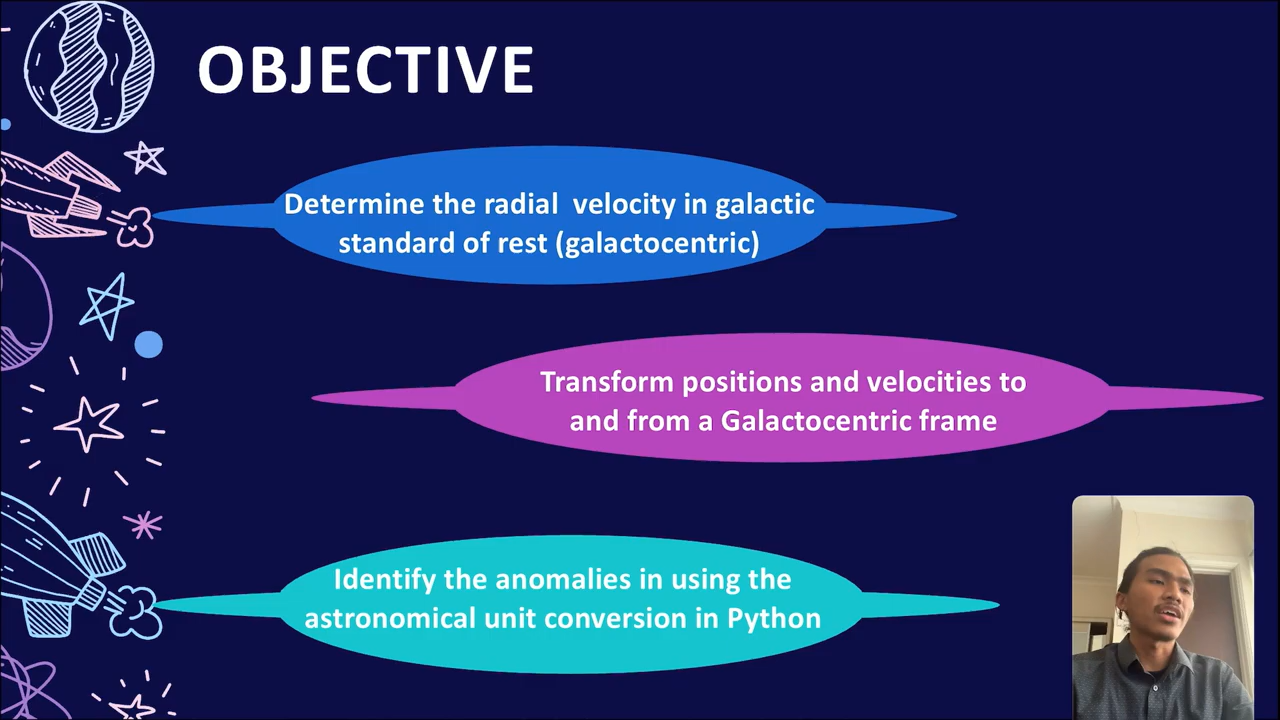 OBJECTIVE
Determine the radial  velocity in galactic
standard of rest (galactocentric)
Transform positions and velocities to
and from a Galactocentric frame
Identify the anomalies in using the
astronomical unit conversion in Python